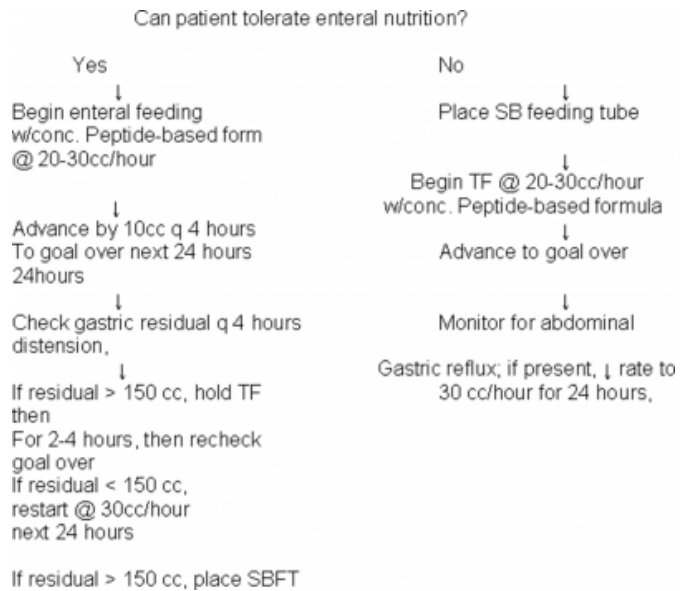 Can patient tolerate enteral nutrition?
Yes
No
↓
Begin enteral feeding
w/conc. Peptide-based form
@ 20-30cc/hour
↓
Advance by 10cc q 4 hours
To goal over next 24 hours
24hours
↓
Check gastric residual q 4 hours
distension,
↓
If residual > 150 cc, hold TF
then
For 2-4 hours, then recheck
goal over
If residual < 150 cc,
restart @ 30cc/hour
next 24 hours
If residual > 150 cc, place SBFT
↓
Place SB feeding tube
↓
Begin TF @ 20-30cc/hour
w/conc. Peptide-based formula
↓
Advance to goal over
↓
Monitor for abdominal
Gastric reflux; if present, ↓ rate to
30 cc/hour for 24 hours,